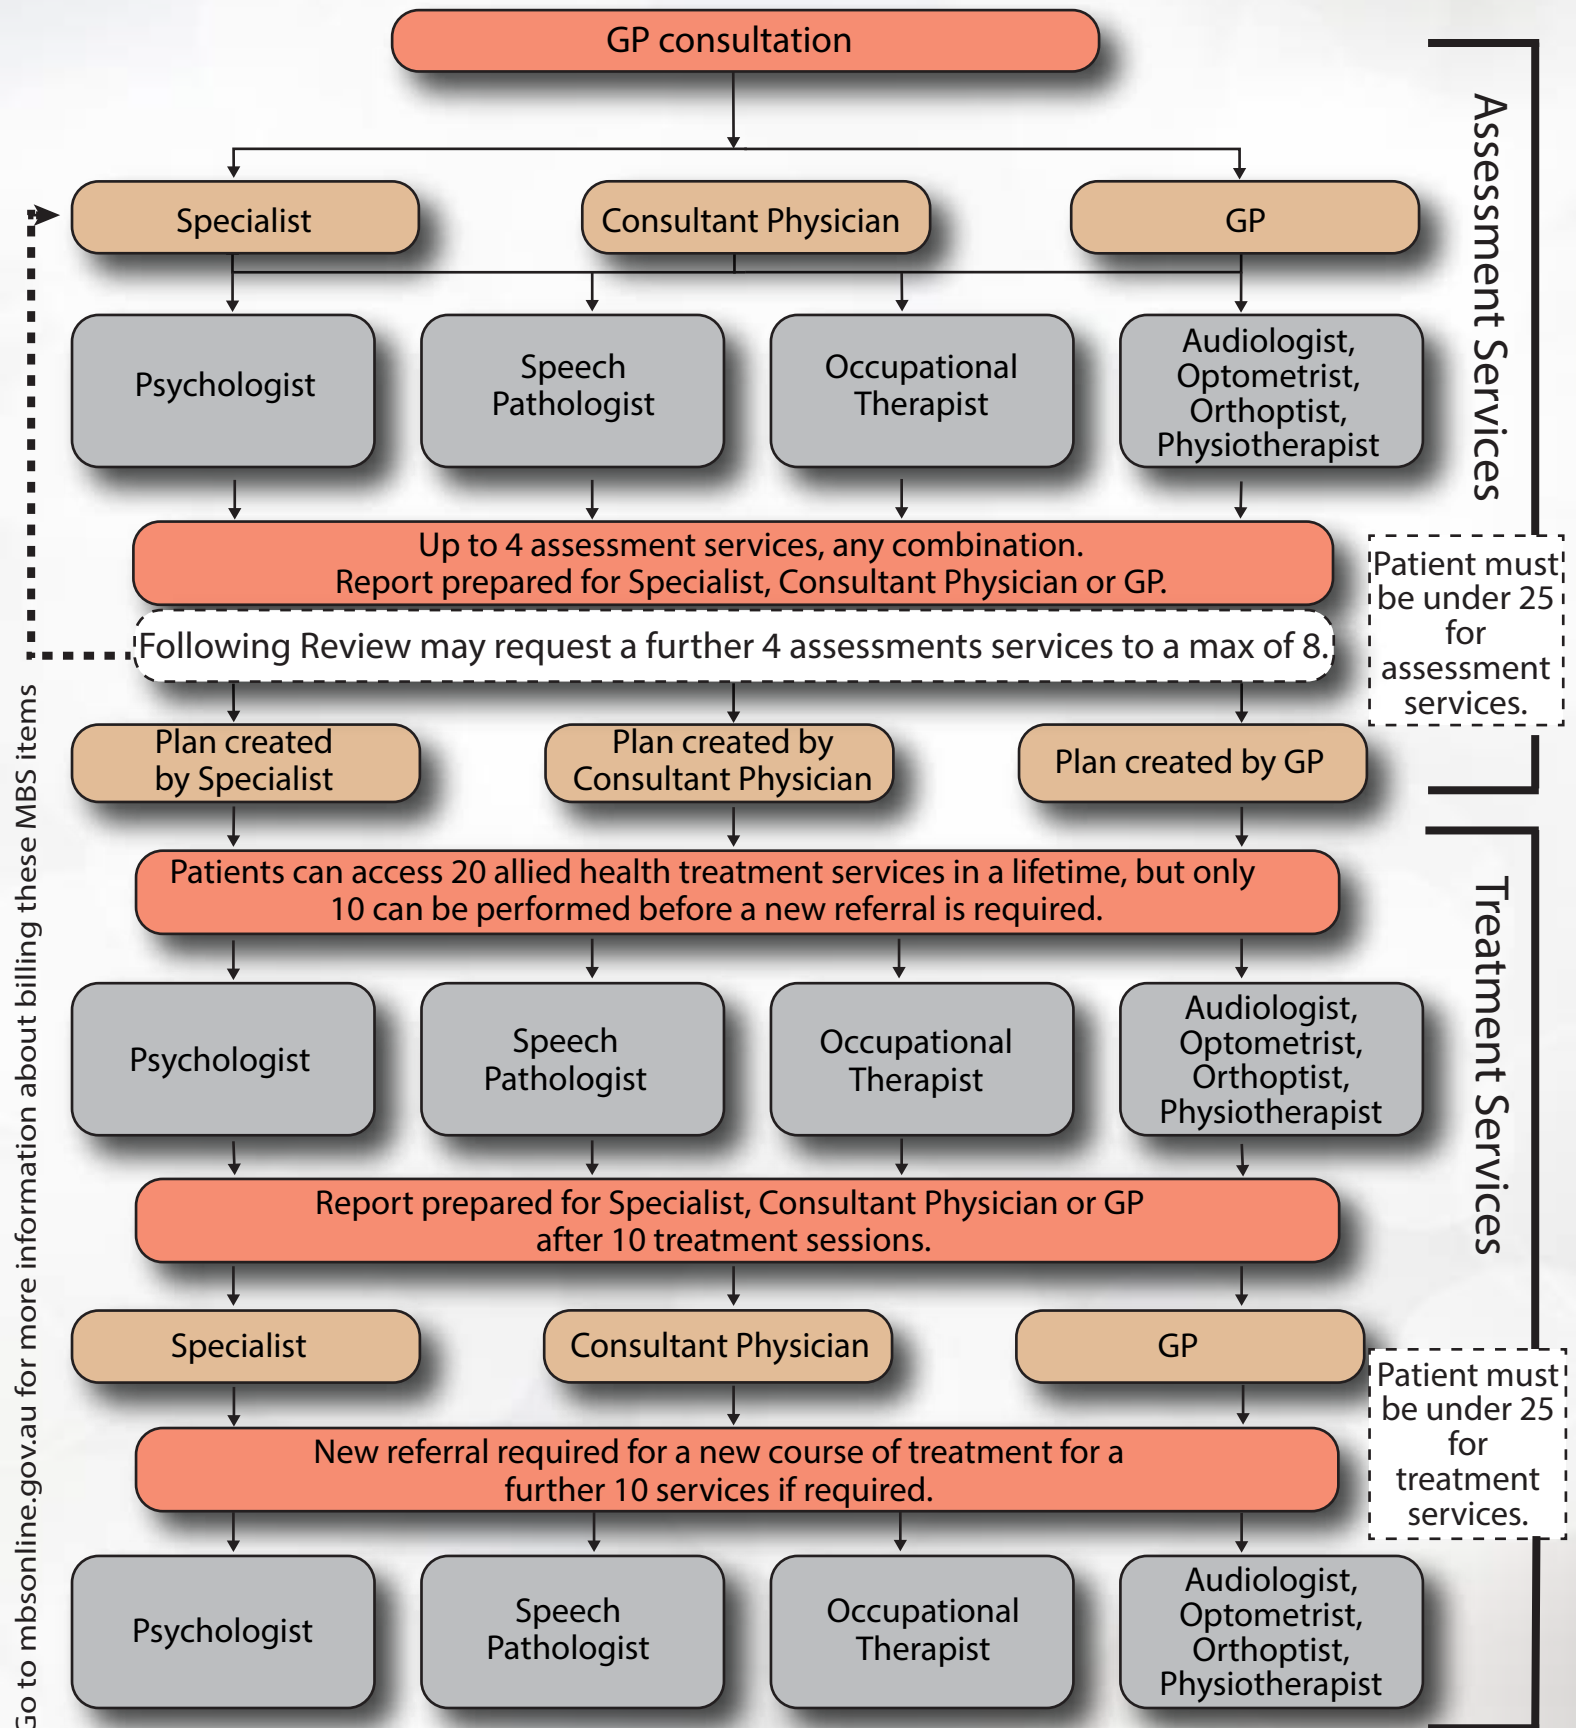 GP consultation
Assessment Services
Specialist
Consultant Physician
GP
Psychologist
Speech
Pathologist
Occupational
Therapist
Audiologist,
Optometrist,
Orthoptist,
Physiotherapist
Up to 4 assessment services, any combination.
Report prepared for Specialist, Consultant Physician or GP.
Patient must
be under 25
for
assessment
services.
Following Review may request a further 4 assessments services to a max of 8.
Plan created
by Specialist
Plan created by
Consultant Physician
Plan created by GP
Patients can access 20 allied health treatment services in a lifetime, but only
10 can be performed before a new referral is required.
Treatment Services
Psychologist
Speech
Pathologist
Occupational
Therapist
Audiologist,
Optometrist,
Orthoptist,
Physiotherapist
Report prepared for Specialist, Consultant Physician or GP
after 10 treatment sessions.
Specialist
Consultant Physician
GP
Patient must
be under 25
for
treatment
services.
New referral required for a new course of treatment for a
further 10 services if required.
Psychologist
Speech
Pathologist
Occupational
Therapist
Audiologist,
Optometrist,
Orthoptist,
Physiotherapist
Go to mbsonline.gov.au for more information about billing these MBS items